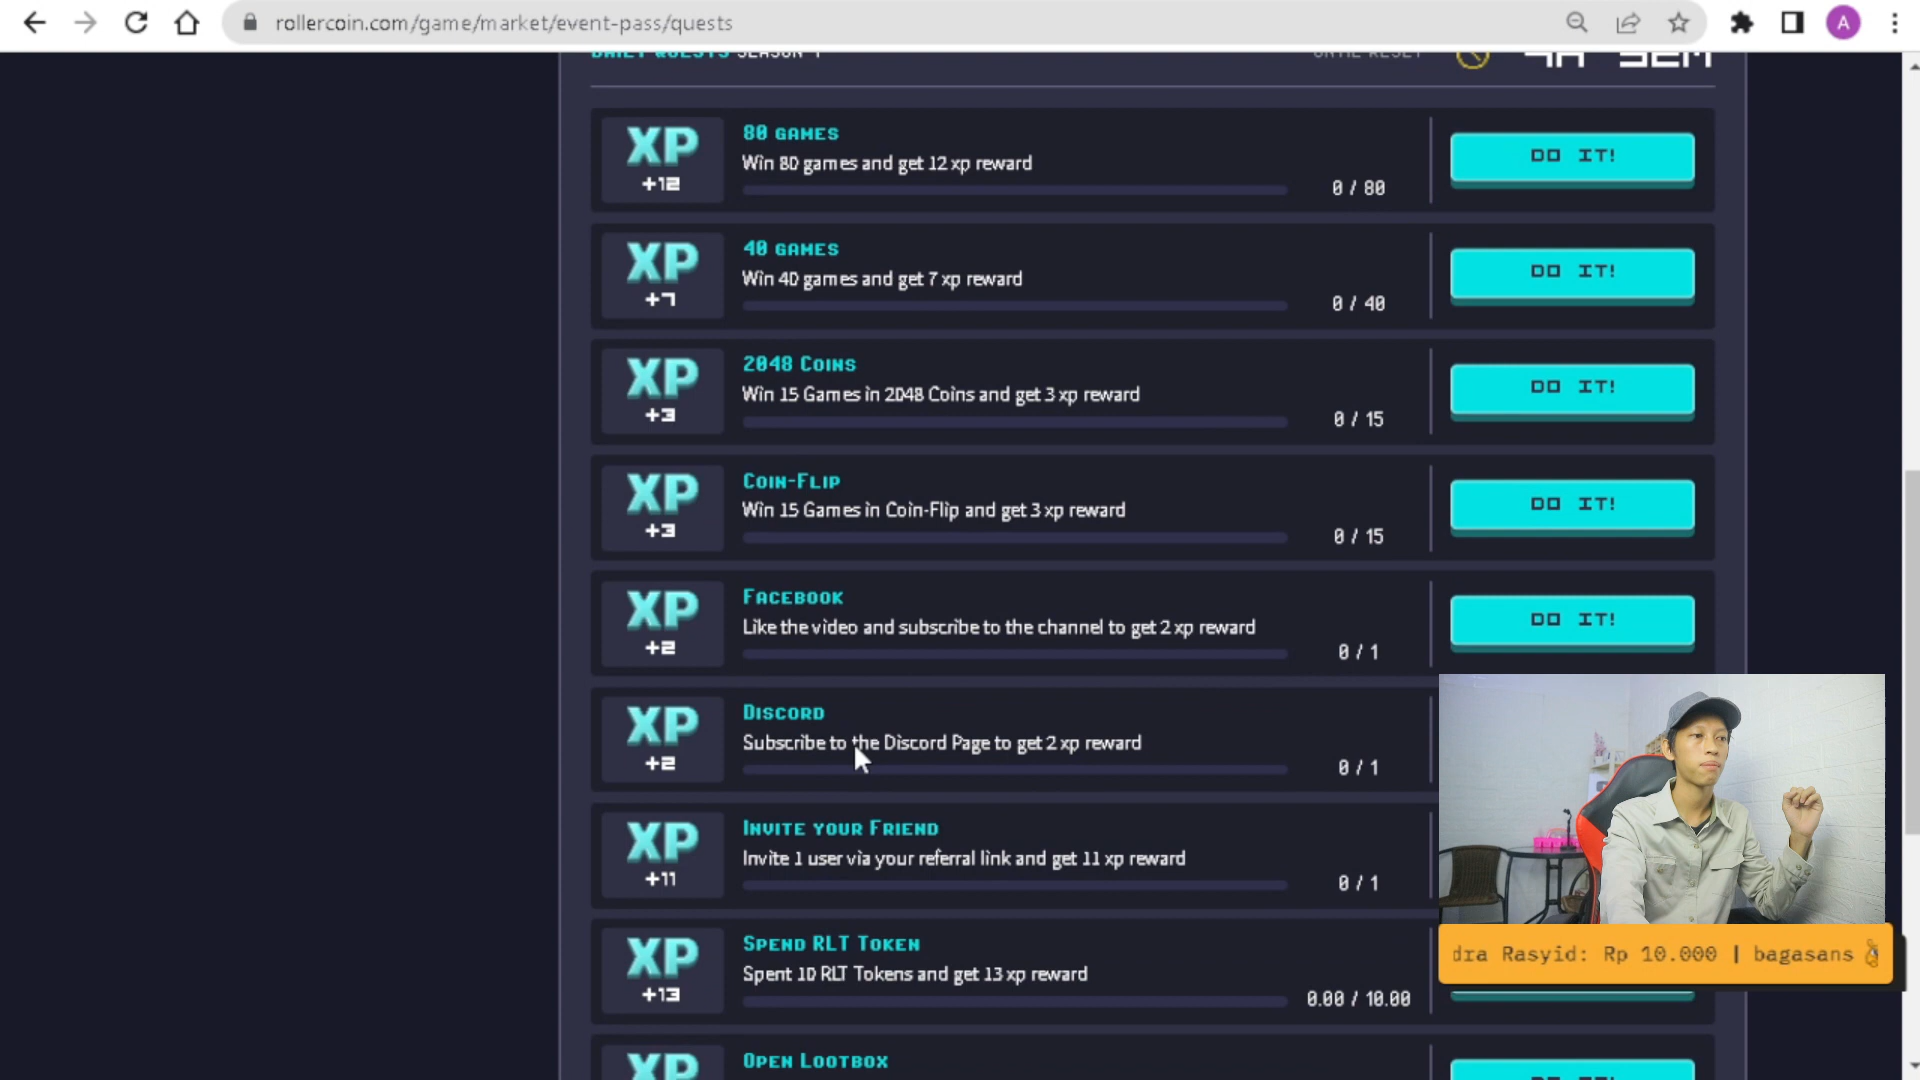 rollercoin.com/game/market/event-pass/quests
A
DAILY QUESTS SEASON
80 GAMES
Win 80 games and get 12 xp reward
XP
+12
0 / 80
DO IT!
40 GAMES
Win 40 games and get 7 xp reward
XP
+7
0 / 40
DO IT!
2048 COINS
Win 15 Games in 2048 Coins and get 3 xp reward
XP
+3
0 / 15
DO IT!
COIN-FLIP
Win 15 Games in Coin-Flip and get 3 xp reward
XP
+3
0 / 15
DO IT!
FACEBOOK
Like the video and subscribe to the channel to get 2 xp reward
XP
+2
0 / 1
DO IT!
DISCORD
Subscribe to the Discord Page to get 2 xp reward
XP
+2
0 / 1
INVITE YOUR FRIEND
Invite 1 user via your referral link and get 11 xp reward
XP
+11
0 / 1
SPEND RLT TOKEN
Spent 10 RLT Tokens and get 13 xp reward
XP
+13
0.00 / 10.00
dra Rasyid: Rp 10.000 | bagasans
OPEN LOOTBOX
XP